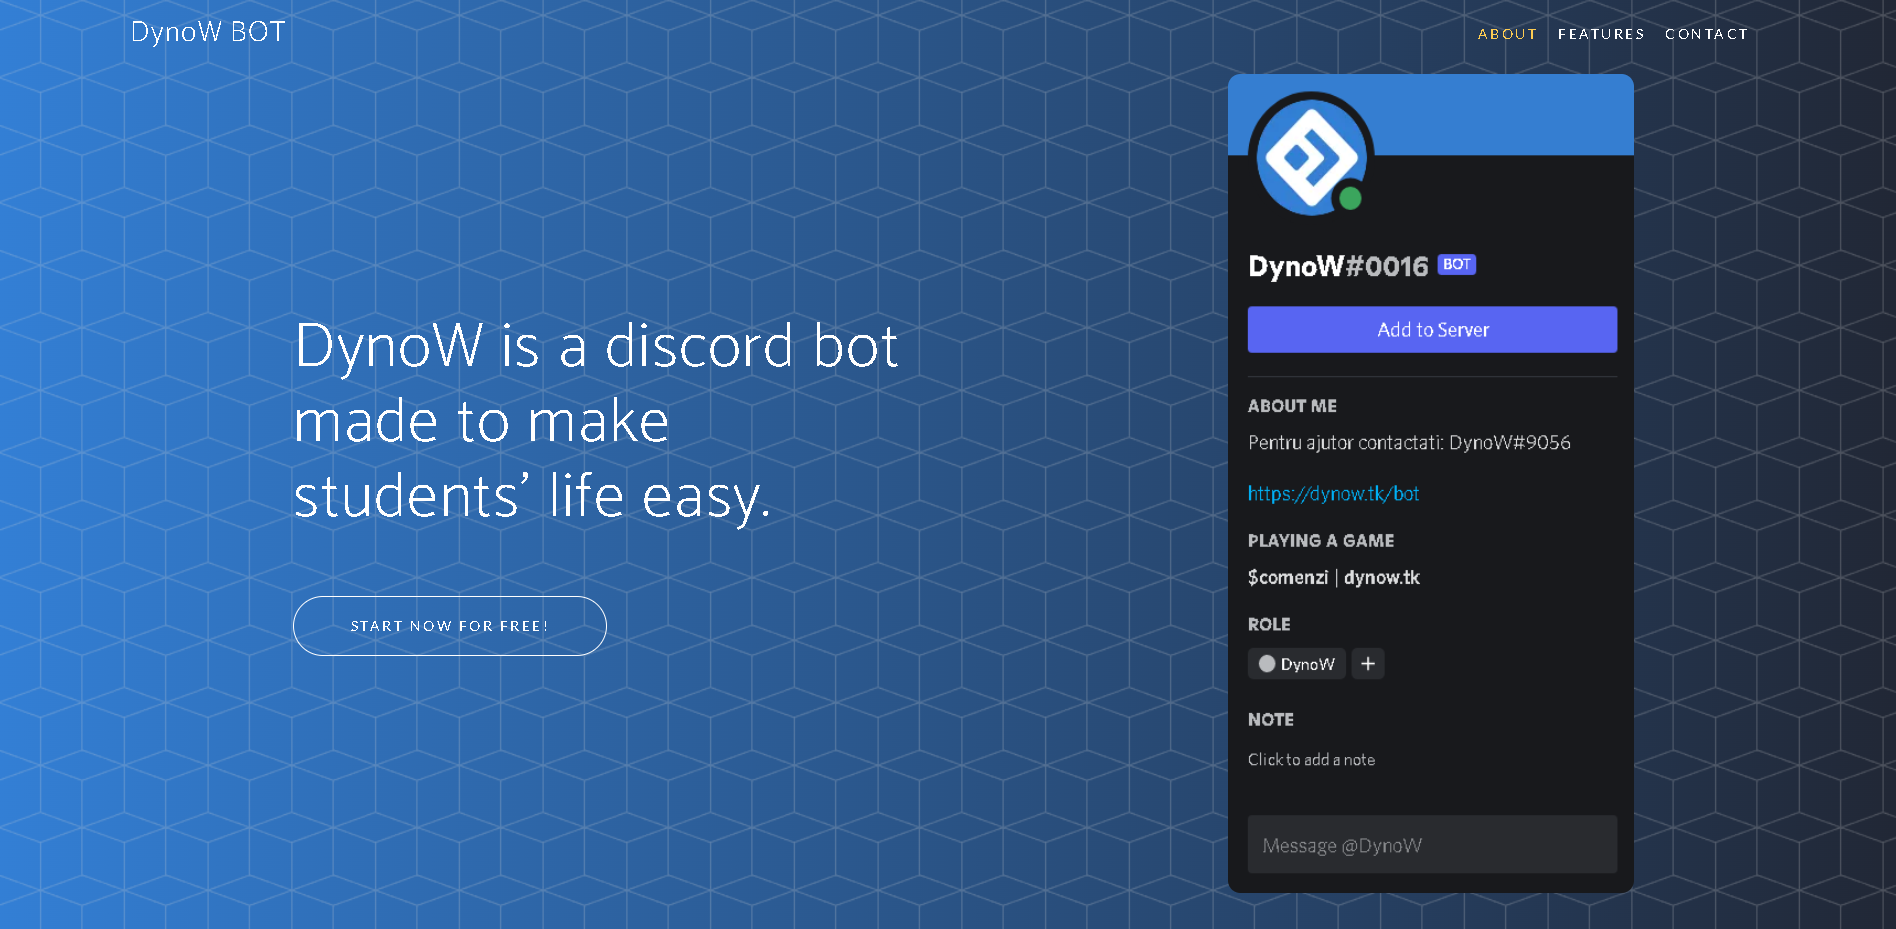 DynoW BOT
ABOUT FEATURES CONTACT
DynoW is a discord bot
made to make
students’ life easy.
START NOW FOR FREE!
DynoW#0016 BOT
Add to Server
ABOUT ME
Pentru ajutor contactati: DynoW#9056
https://dynow.tk/bot
PLAYING A GAME
$comenzi | dynow.tk
ROLE
DynoW +
NOTE
Click to add a note
Message @DynoW